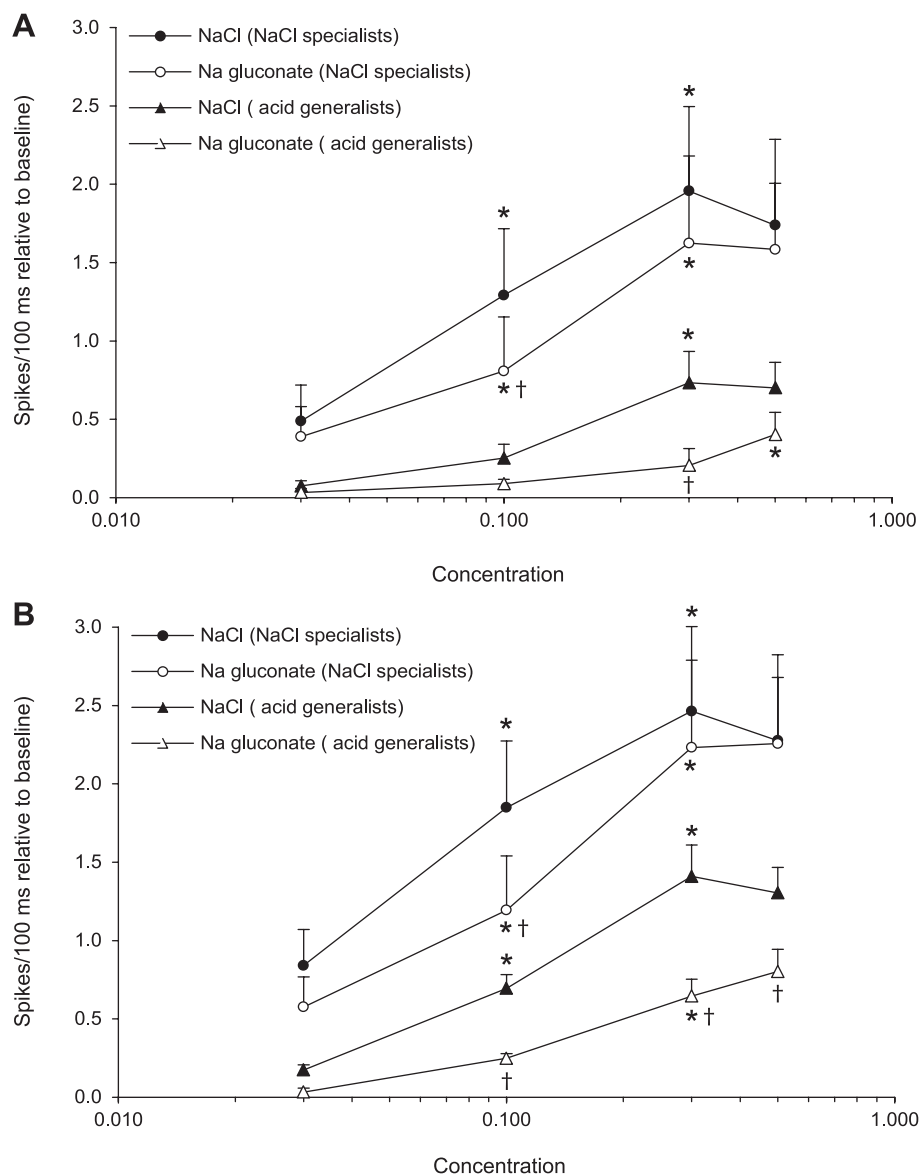 A
3.0
NaCl (NaCl specialists)
Na gluconate (NaCl specialists)
NaCl ( acid generalists)
Na gluconate ( acid generalists)
2.5
2.0
1.5
1.0
0.5
0.0
Spikes/100 ms relative to baseline)
*
*
*
*
* †
†
*
0.010
0.100
1.000
Concentration
B
3.0
NaCl (NaCl specialists)
Na gluconate (NaCl specialists)
NaCl ( acid generalists)
Na gluconate ( acid generalists)
2.5
2.0
1.5
1.0
0.5
0.0
Spikes/100 ms relative to baseline)
*
*
*
*
* †
*
* †
†
†
0.010
0.100
1.000
Concentration